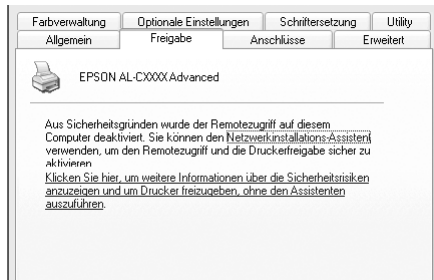 Farbverwaltung Optionale Einstellungen Schriftersetzung Utility
Allgemein Freigabe Anschlüsse Erweitert
EPSON AL-CXXXX Advanced
Aus Sicherheitsgründen wurde der Remotezugriff auf diesem
Computer deaktiviert. Sie können den Netzwerkinstallations-Assistent
verwenden, um den Remotezugriff und die Druckerfreigabe sicher zu
aktivieren
Klicken Sie hier, um weitere Informationen über die Sicherheitsrisiken
anzuzeigen und um Drucker freizugeben, ohne den Assistenten
auszuführen.